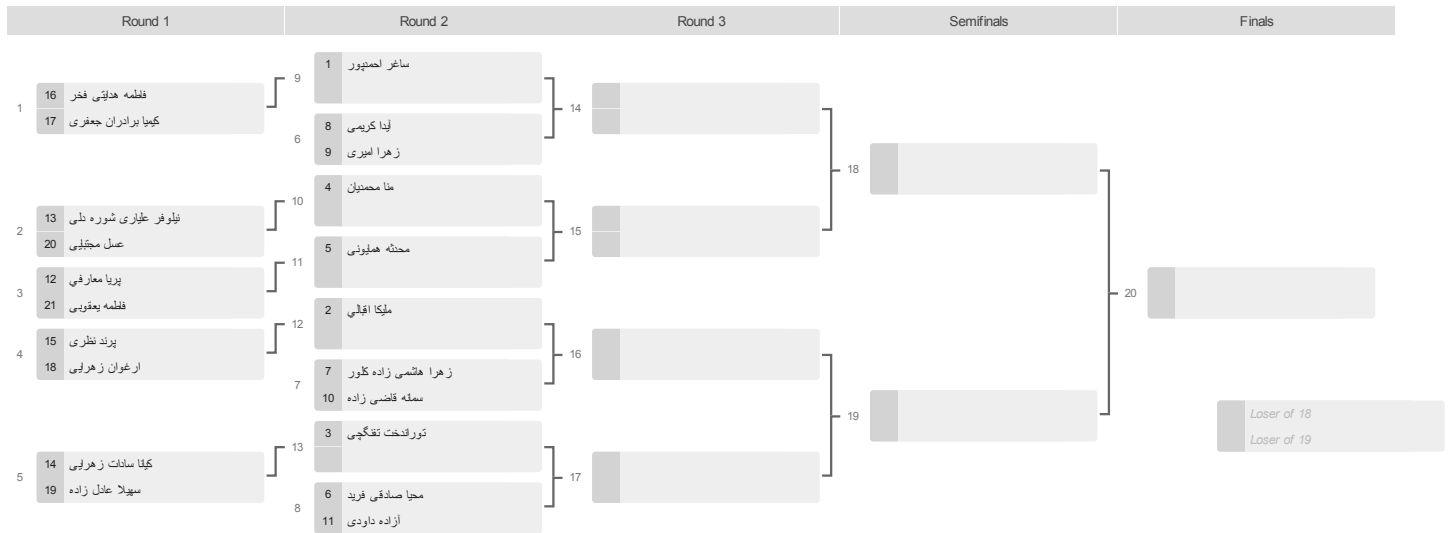 Round 1
Round 2
Round 3
Semifinals
Finals
1
16 فاطمه هدایتی فخر
17 کیمیا برادران جعفری
2
13 نیلوفر علیاری شوره دلی
20 عسل مجتبایی
3
12 پریا معارفي
21 فاطمه یعقوبی
4
15 پرند نظری
18 ارغوان زهرایی
5
14 کیانا سادات زهرایی
19 سهیلا عادل زاده
9
1 ساغر احمدپور
6
8 آیدا کریمی
9 زهرا امیری
10
4 منا محمدیان
11
5 محدثه همایونی
12
2 ملیکا اقبالي
7
7 زهرا هاشمی زاده کلور
10 سمانه قاضی زاده
13
3 توراندخت تفنگچی
8
6 محیا صادقی فرید
11 آزاده داودی
14
15
16
17
18
19
20
Loser of 18
Loser of 19